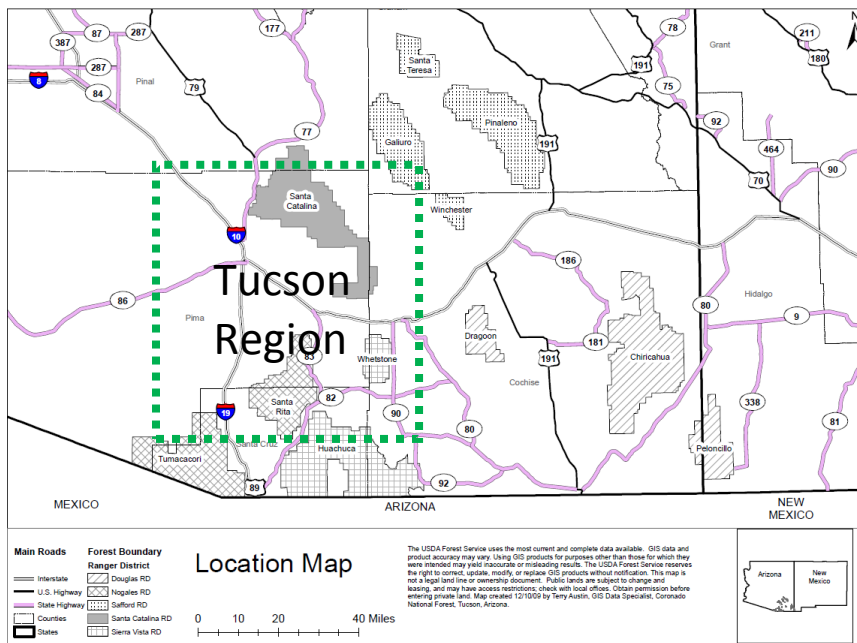 177
78
Grant
211
180
87
287
387
287
Pinal
8
84
79
Santa
Teresa
191
75
Pinaleno
92
77
Galiuro
191
464
70
90
Santa
Catalina
Winchester
10
186
Tucson
Region
86
Pima
80
Hidalgo
9
Dragoon
83
Whetstone
181
Chiricahua
191
Cochise
Santa
Rita
82
19
90
338
80
81
Santa Cruz
Huachuca
Tumacacori
Peloncillo
89
92
MEXICO
ARIZONA
NEW
MEXICO
Main Roads
Interstate
U.S. Highway
State Highway
Counties
States
Forest Boundary
Ranger District
Douglas RD
Nogales RD
Safford RD
Santa Catalina RD
Sierra Vista RD
Location Map
0 10 20 40 Miles
The USDA Forest Service uses the most current and complete data available. GIS data and
product accuracy may vary. Using GIS products for purposes other than those for which they
were intended may yield inaccurate or misleading results. The USDA Forest Service reserves
the right to correct, update, modify, or replace GIS products without notification. This map is
not a legal land line or ownership document. Public lands are subject to change and
leasing, and may have access restrictions; check with local offices. Obtain permission before
entering private land. Map created 12/10/09 by Terry Austin, GIS Data Specialist, Coronado
National Forest, Tucson, Arizona.
Arizona
New
Mexico